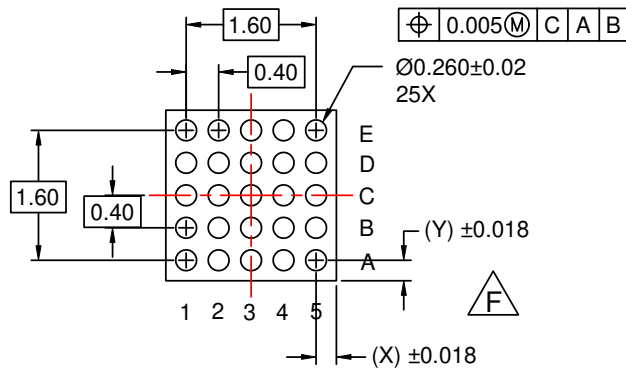 1.60
⌖ 0.005Ⓜ C A B
0.40
Ø0.260±0.02
25X
E
D
1.60
C
0.40
B
(Y) ±0.018
A
F
1 2 3 4 5
(X) ±0.018